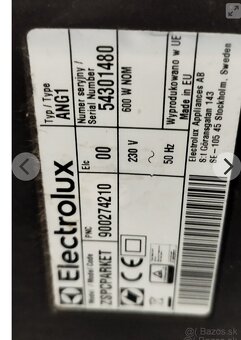 Electrolux
Typ / Type
ANG1
Numer seryjny /
Serial Number
54301480
600 W NOM
Wyprodukowano w UE
Made in EU
Model / Model Code
ZSPCPARKET
PNC
900274210
Elc
00
230 V
~
50 Hz
Electrolux Appliances AB
S:t Göransgatan 143
SE-105 45 Stockholm. Sweden
CE
Bazos.sk